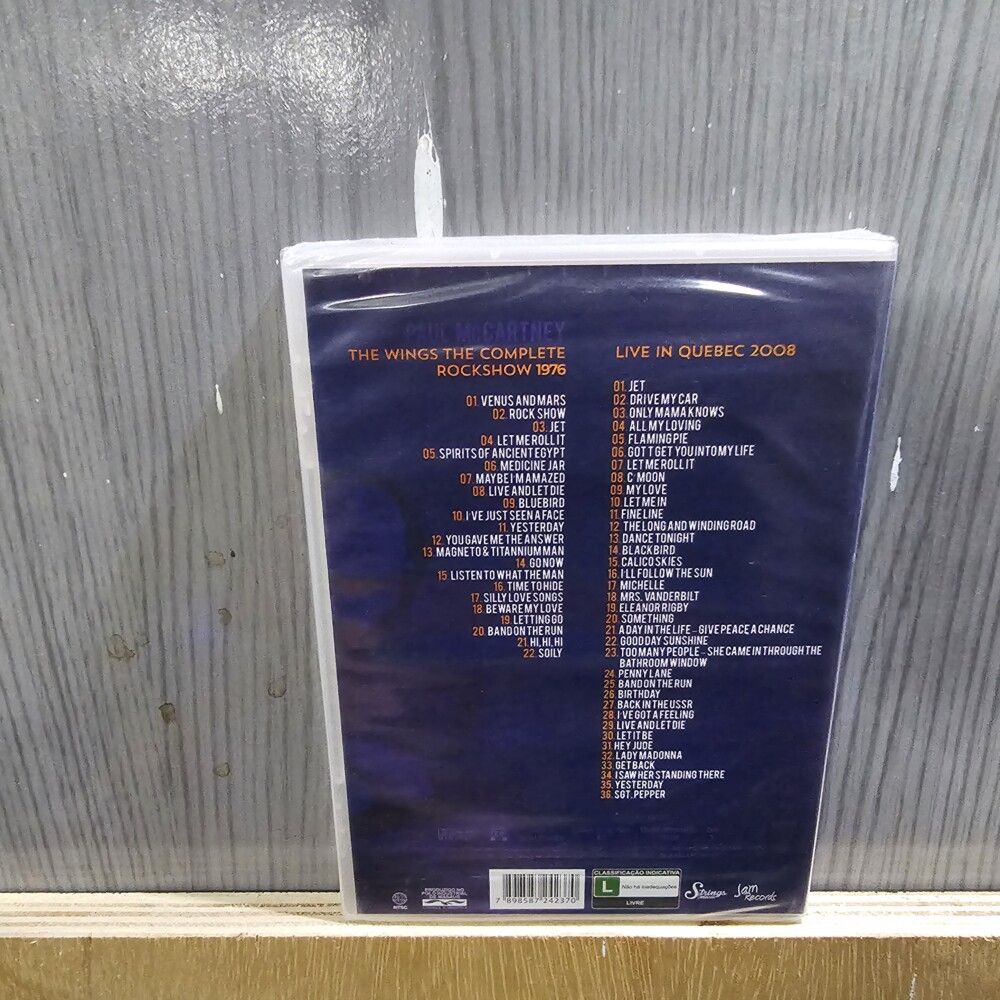 PAUL McCARTNEY
THE WINGS THE COMPLETE
ROCKSHOW 1976
01. VENUS AND MARS
02. ROCK SHOW
03. JET
04. LET ME ROLL IT
05. SPIRITS OF ANCIENT EGYPT
06. MEDICINE JAR
07. MAYBE I'M AMAZED
08. LIVE AND LET DIE
09. BLUEBIRD
10. I'VE JUST SEEN A FACE
11. YESTERDAY
12. YOU GAVE ME THE ANSWER
13. MAGNETO & TITANNIUM MAN
14. GO NOW
15. LISTEN TO WHAT THE MAN
16. TIME TO HIDE
17. SILLY LOVE SONGS
18. BEWARE MY LOVE
19. LETTING GO
20. BAND ON THE RUN
21. HI, HI, HI
22. SOILY
LIVE IN QUEBEC 2008
01. JET
02. DRIVE MY CAR
03. ONLY MAMA KNOWS
04. ALL MY LOVING
05. FLAMING PIE
06. GOT T GET YOU INTO MY LIFE
07. LET ME ROLL IT
08. C' MOON
09. MY LOVE
10. LET ME IN
11. FINE LINE
12. THE LONG AND WINDING ROAD
13. DANCE TONIGHT
14. BLACKBIRD
15. CALICO SKIES
16. I'LL FOLLOW THE SUN
17. MICHELLE
18. MRS. VANDERBILT
19. ELEANOR RIGBY
20. SOMETHING
21. A DAY IN THE LIFE - GIVE PEACE A CHANCE
22. GOOD DAY SUNSHINE
23. TOO MANY PEOPLE - SHE CAME IN THROUGH THE
BATHROOM WINDOW
24. PENNY LANE
25. BAND ON THE RUN
26. BIRTHDAY
27. BACK IN THE USSR
28. I'VE GOT A FEELING
29. LIVE AND LET DIE
30. LET IT BE
31. HEY JUDE
32. LADY MADONNA
33. GET BACK
34. I SAW HER STANDING THERE
35. YESTERDAY
36. SGT. PEPPER
NTSC
PRODUZIDO NO
POLO INDUSTRIAL
DE MANAUS
7 898587 242370
CLASSIFICAÇÃO INDICATIVA
L
Não há inadequações
LIVRE
Strings
Jam
Records